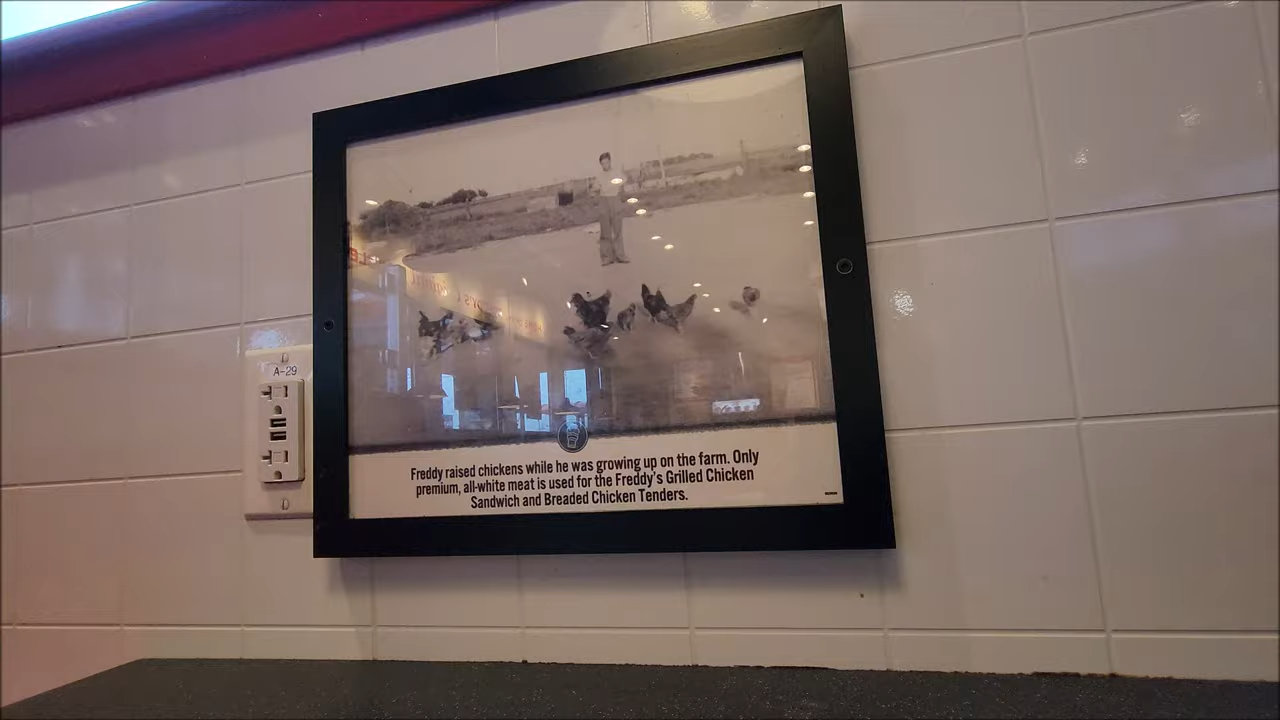 A-29
Freddy raised chickens while he was growing up on the farm. Only
premium, all-white meat is used for the Freddy's Grilled Chicken
Sandwich and Breaded Chicken Tenders.